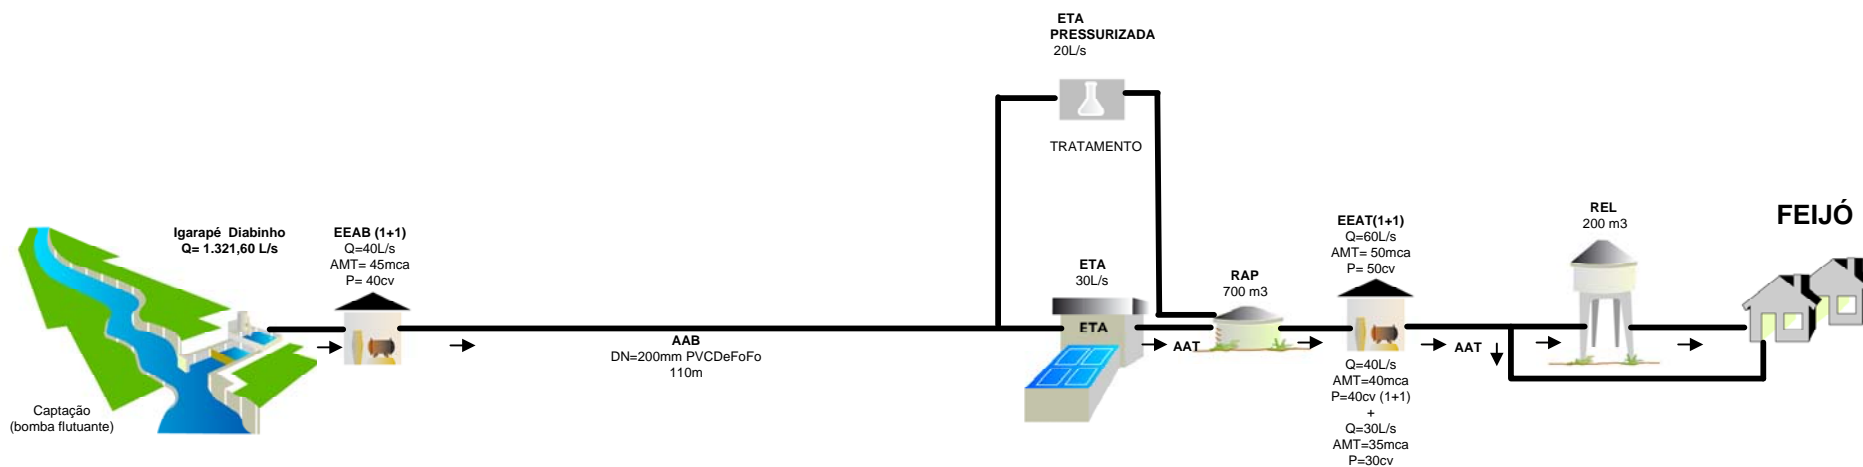 ETA
PRESSURIZADA
20L/s
TRATAMENTO
Igarapé Diabinho
Q= 1.321,60 L/s
EEAB (1+1)
Q=40L/s
AMT= 45mca
P= 40cv
ETA
30L/s
ETA
RAP
700 m3
EEAT(1+1)
Q=60L/s
AMT= 50mca
P= 50cv
REL
200 m3
FEIJÓ
AAB
DN=200mm PVCDeFoFo
110m
AAT
AAT
Q=40L/s
AMT=40mca
P=40cv (1+1)
+
Q=30L/s
AMT=35mca
P=30cv
Captação
(bomba flutuante)